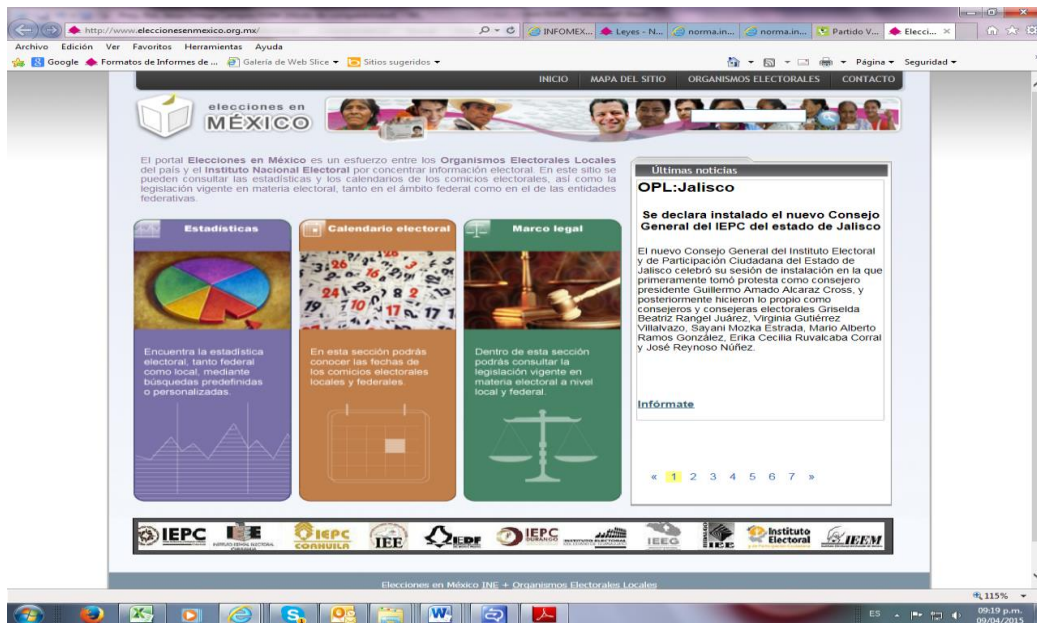 http://www.eleccionesenmexico.org.mx/
INFOMEX...
Leyes - N...
norma.in...
norma.in...
Partido V...
Elecci...
Archivo Edición Ver Favoritos Herramientas Ayuda
Google
Formatos de Informes de ...
Galería de Web Slice
Sitios sugeridos
Página
Seguridad
INICIO MAPA DEL SITIO ORGANISMOS ELECTORALES CONTACTO
elecciones en
MÉXICO
El portal Elecciones en México es un esfuerzo entre los Organismos Electorales Locales
del país y el Instituto Nacional Electoral por concentrar información electoral. En este sitio se
pueden consultar las estadísticas y los calendarios de los comicios electorales, así como la
legislación vigente en materia electoral, tanto en el ámbito federal como en el de las entidades
federativas.
Estadísticas
Encuentra la estadística
electoral, tanto federal
como local, mediante
búsquedas predefinidas
o personalizadas.
Calendario electoral
En esta sección podrás
conocer las fechas de
los comicios electorales
locales y federales.
Marco legal
Dentro de esta sección
podrás consultar la
legislación vigente en
materia electoral a nivel
local y federal.
Últimas noticias
OPL:Jalisco
Se declara instalado el nuevo Consejo
General del IEPC del estado de Jalisco
El nuevo Consejo General del Instituto Electoral
y de Participación Ciudadana del Estado de
Jalisco celebró su sesión de instalación en la que
primeramente tomó protesta como consejero
presidente Guillermo Amado Alcaraz Cross, y
posteriormente hicieron lo propio como
consejeros y consejeras electorales Griselda
Beatriz Rangel Juárez, Virginia Gutiérrez
Villalvazo, Sayani Mozka Estrada, Mario Alberto
Ramos González, Erika Cecilia Ruvalcaba Corral
y José Reynoso Núñez.
Infórmate
« 1 2 3 4 5 6 7 »
IEPC
IEE
IEPC
COAHUILA
IEE
IEDF
IEPC
DURANGO
IEEG
IEE
Instituto
Electoral
IEEM
Elecciones en México INE + Organismos Electorales Locales
115%
ES
09:19 p.m.
09/04/2015